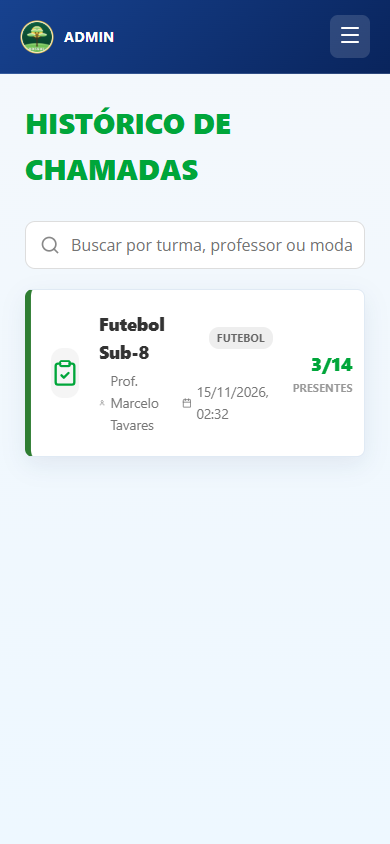 ADMIN
HISTÓRICO DE
CHAMADAS
Buscar por turma, professor ou moda
Futebol
Sub-8
FUTEBOL
Prof.
Marcelo
Tavares
15/11/2026,
02:32
3/14
PRESENTES